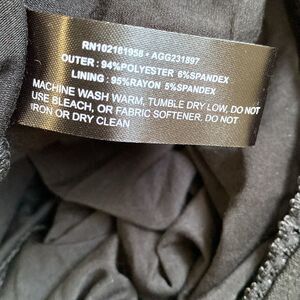 RN102181958 • AGG231897
OUTER : 94%POLYESTER 6%SPANDEX
LINING : 95%RAYON 5%SPANDEX
MACHINE WASH WARM, TUMBLE DRY LOW, DO NOT
USE BLEACH, OR FABRIC SOFTENER, DO NOT
IRON OR DRY CLEAN